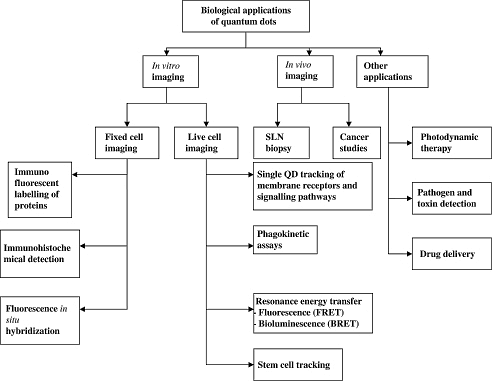 Biological applications
of quantum dots
In vitro
imaging
In vivo
imaging
Other
applications
Fixed cell
imaging
Live cell
imaging
SLN
biopsy
Cancer
studies
Photodynamic
therapy
Immuno
fluorescent
labelling of
proteins
Single QD tracking of
membrane receptors and
signalling pathways
Pathogen and
toxin detection
Immunohistoche
mical detection
Phagokinetic
assays
Drug delivery
Fluorescence in
situ
hybridization
Resonance energy transfer
- Fluorescence (FRET)
- Bioluminescence (BRET)
Stem cell tracking